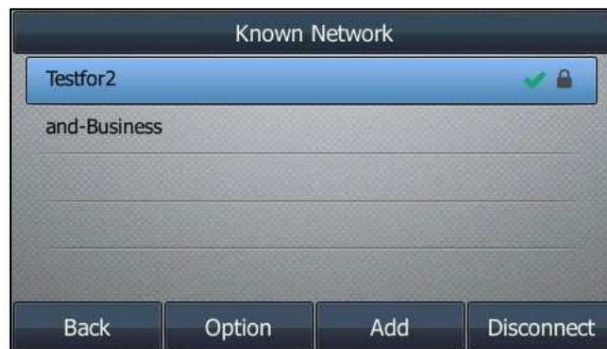 Known Network
Testfor2
and-Business
Back Option Add Disconnect